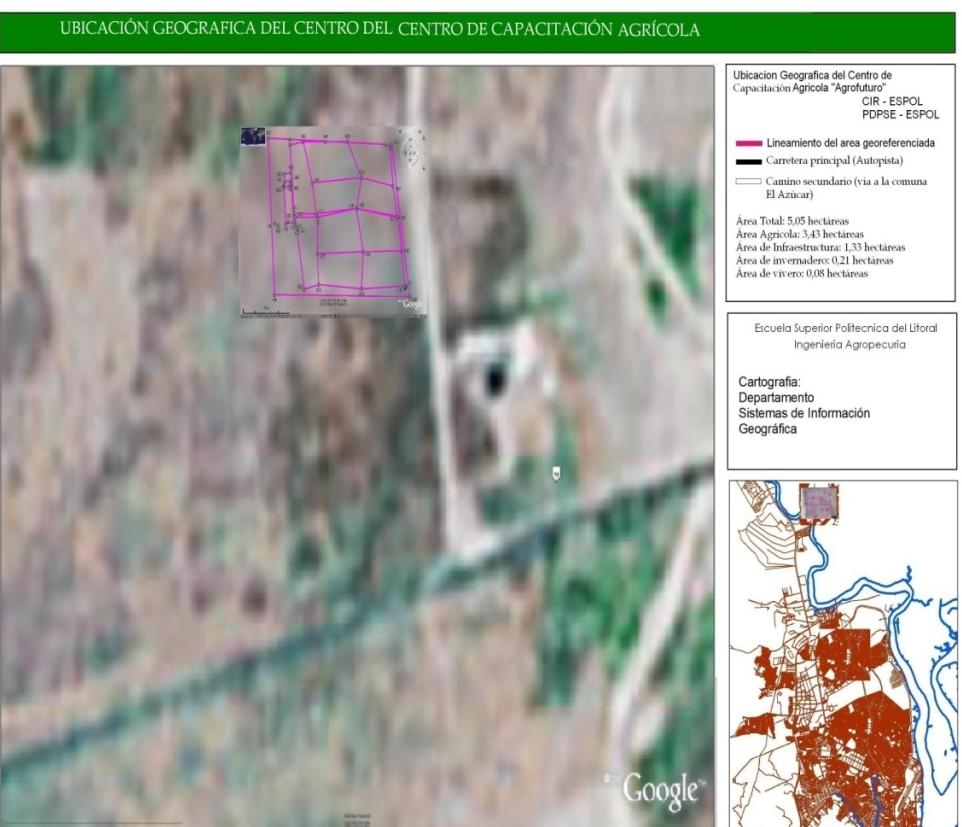 UBICACIÓN GEOGRAFICA DEL CENTRO DEL CENTRO DE CAPACITACIÓN AGRÍCOLA
Ubicacion Geografica del Centro de
Capacitación Agricola "Agrofuturo"
CIR - ESPOL
PDPSE - ESPOL
Lineamiento del area georeferenciada
Carretera principal (Autopista)
Camino secundario (vía a la comuna
El Azúcar)
Área Total: 5,05 hectáreas
Área Agricola: 3,43 hectáreas
Área de Infraestructura: 1,33 hectáreas
Área de invernadero: 0,21 hectáreas
Área de vivero: 0,08 hectáreas
Escuela Superior Politecnica del Litoral
Ingenieria Agropecuria
Cartografia:
Departamento
Sistemas de Información
Geográfica
Google
Google